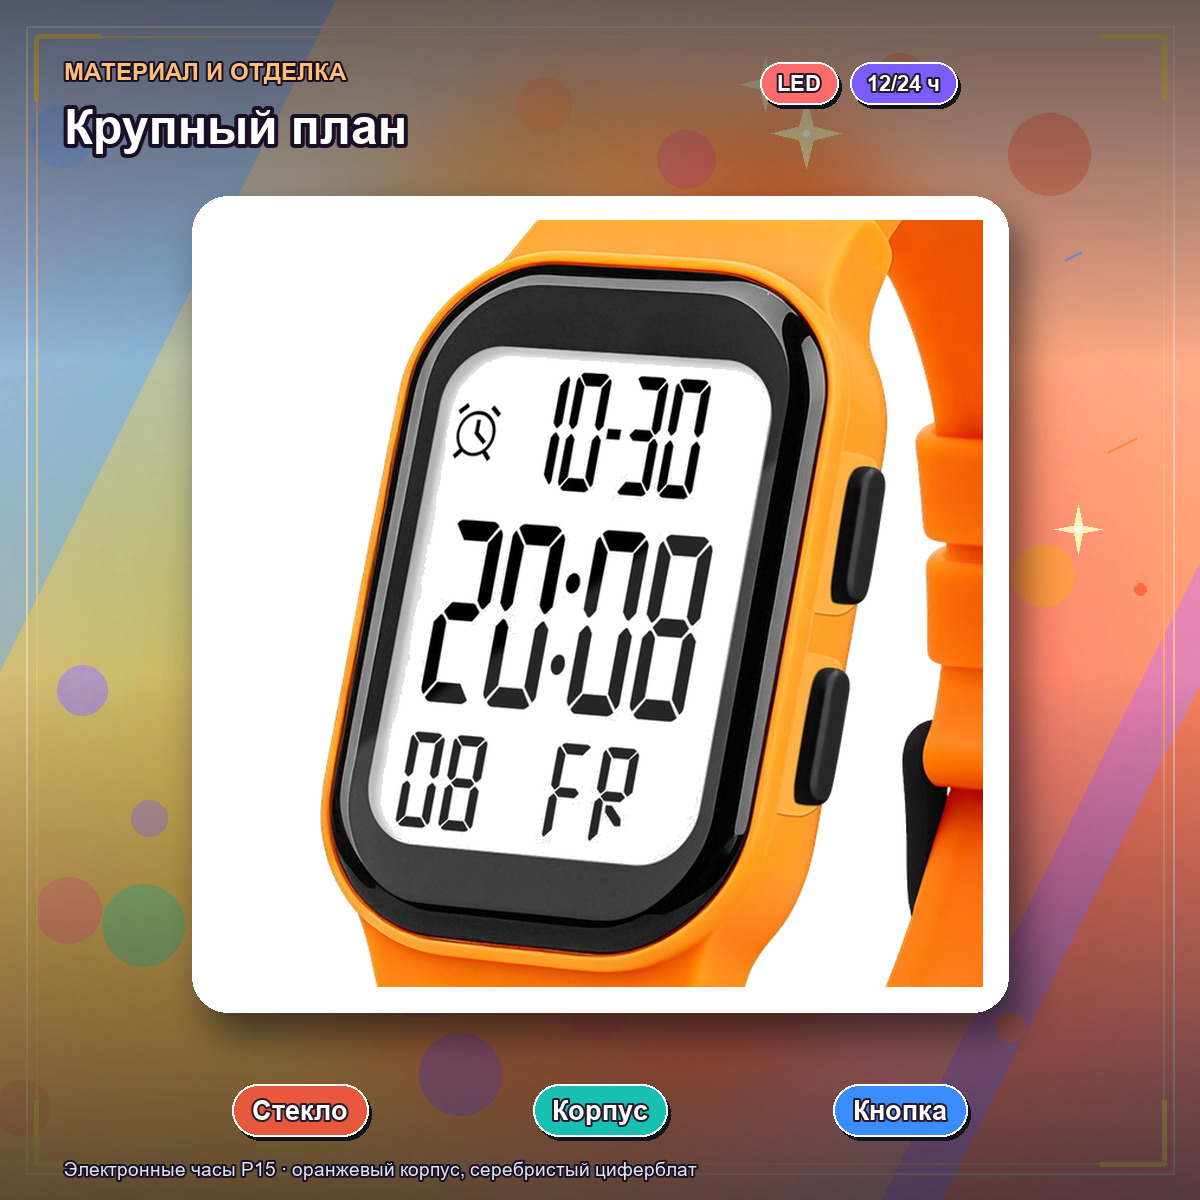 МАТЕРИАЛ И ОТДЕЛКА
Крупный план
LED
12/24 ч
10-30
20:08
08 FR
Стекло
Корпус
Кнопка
Электронные часы P15 · оранжевый корпус, серебристый циферблат